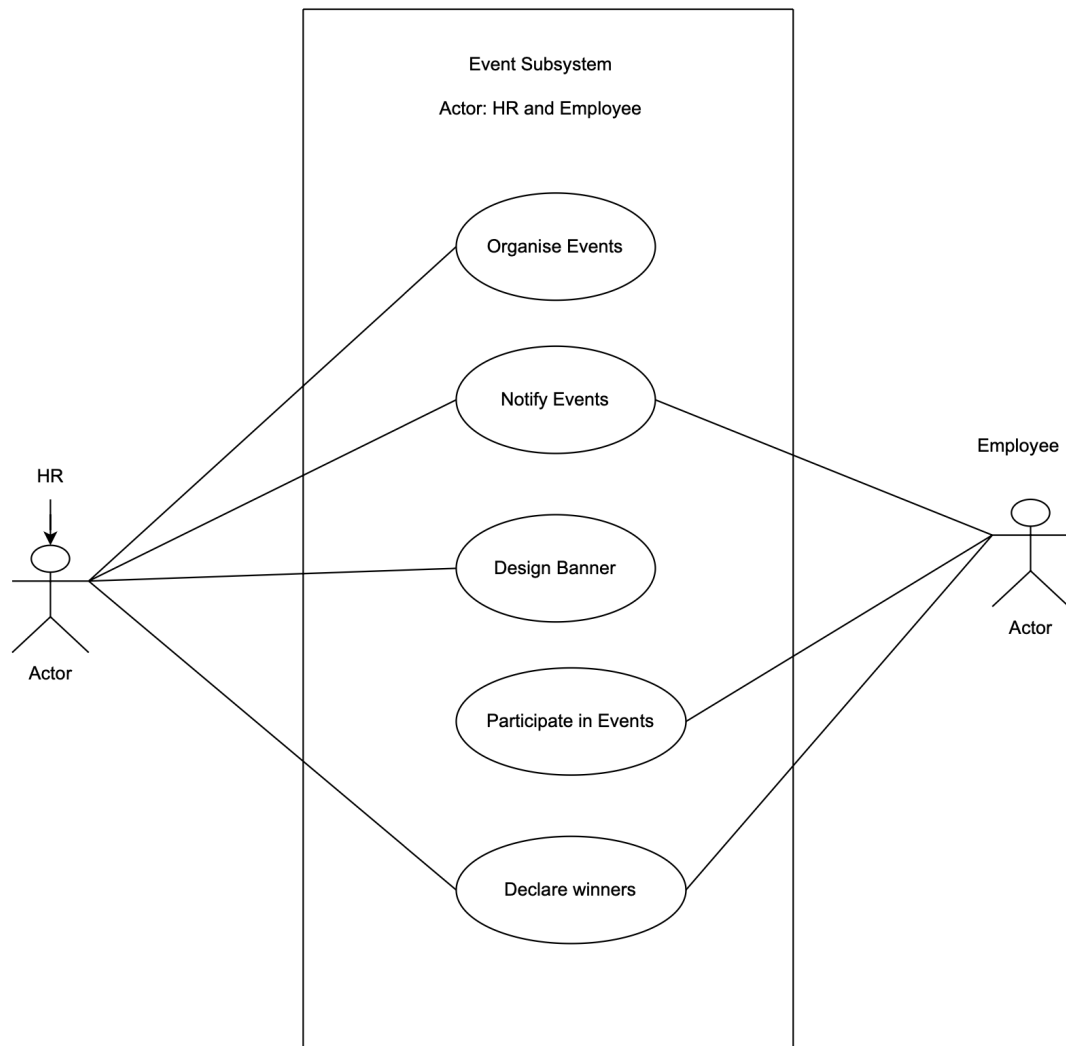 Event Subsystem
Actor: HR and Employee
Organise Events
Notify Events
Employee
HR
Design Banner
Actor
Actor
Participate in Events
Declare winners